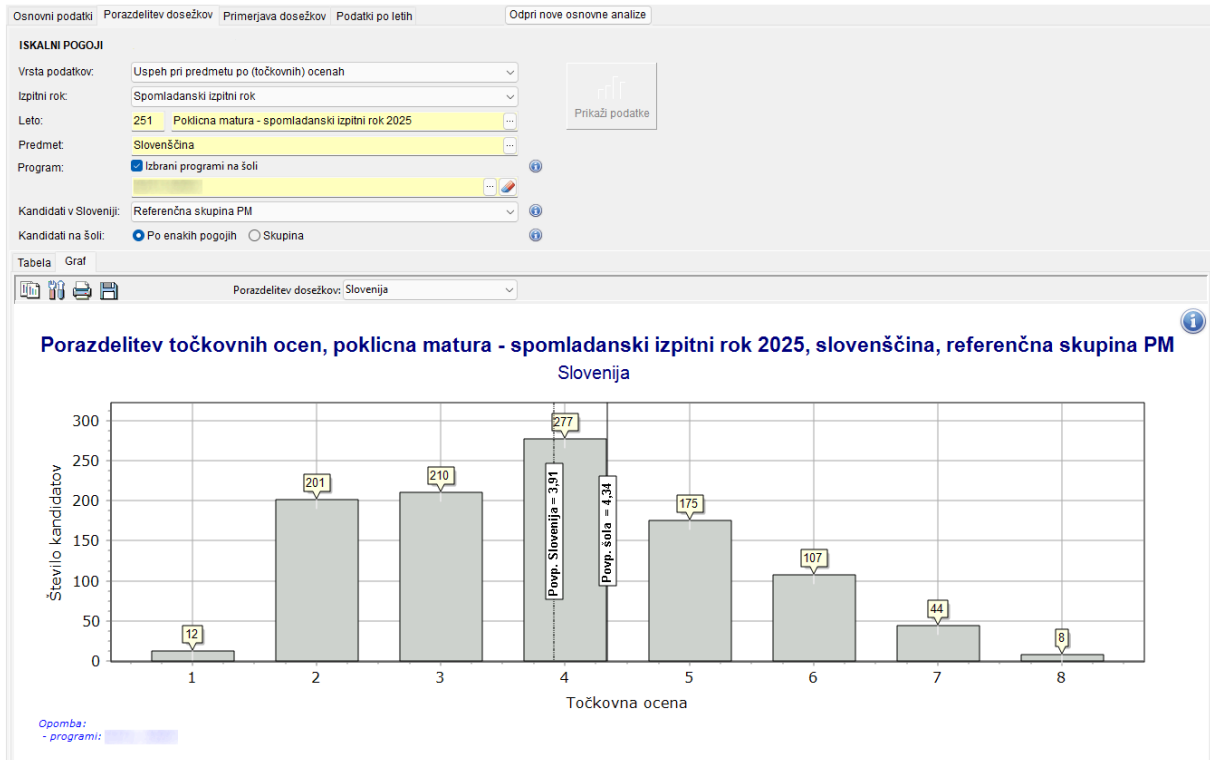 Osnovni podatki Porazdelitev dosežkov Primerjava dosežkov Podatki po letih Odpri nove osnovne analize
ISKALNI POGOJI
Vrsta podatkov: Uspeh pri predmetu po (točkovnih) ocenah
Izpitni rok: Spomladanski izpitni rok
Prikaži podatke
Leto: 251 Poklicna matura - spomladanski izpitni rok 2025 ...
Predmet: Slovenščina ...
Program: Izbrani programi na šoli
...
Kandidati v Sloveniji: Referenčna skupina PM
Kandidati na šoli: Po enakih pogojih Skupina
Tabela Graf
Porazdelitev dosežkov: Slovenija
Porazdelitev točkovnih ocen, poklicna matura - spomladanski izpitni rok 2025, slovenščina, referenčna skupina PM
Slovenija
Število kandidatov
300
250
200
150
100
50
0
12
201
210
277
175
107
44
8
Povp. Slovenija = 3,91
Povp. šola = 4,34
1 2 3 4 5 6 7 8
Točkovna ocena
Opomba:
- programi: